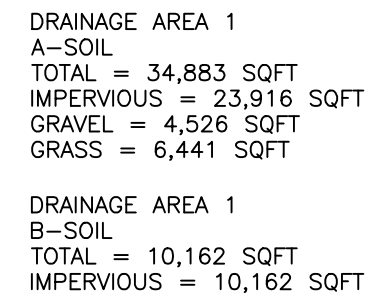 DRAINAGE AREA 1
A-SOIL
TOTAL = 34,883 SQFT
IMPERVIOUS = 23,916 SQFT
GRAVEL = 4,526 SQFT
GRASS = 6,441 SQFT
DRAINAGE AREA 1
B-SOIL
TOTAL = 10,162 SQFT
IMPERVIOUS = 10,162 SQFT